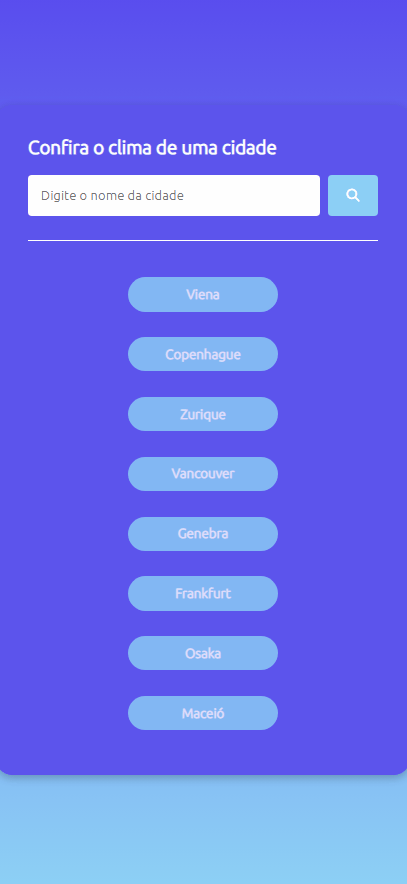 Confira o clima de uma cidade
Digite o nome da cidade
Viena
Copenhague
Zurique
Vancouver
Genebra
Frankfurt
Osaka
Maceió